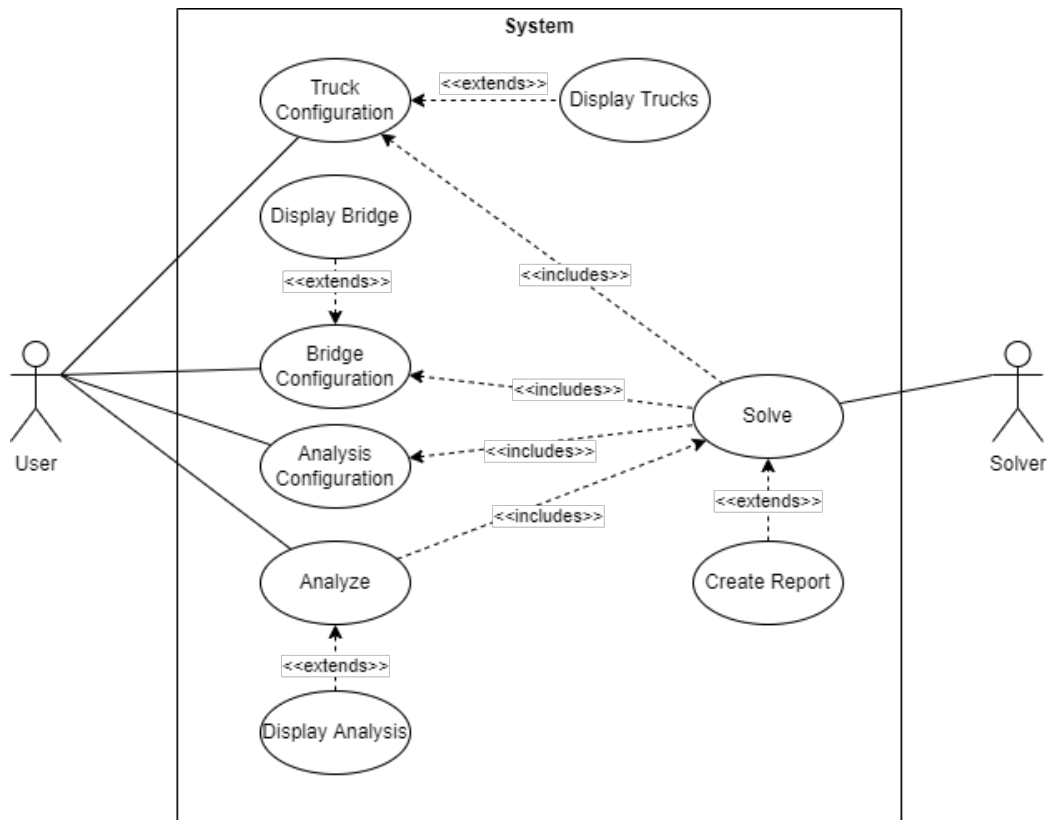 System
Truck
Configuration
<<extends>>
Display Trucks
Display Bridge
<<extends>>
<<includes>>
Bridge
Configuration
<<includes>>
Solve
Analysis
Configuration
<<includes>>
User
Solver
<<includes>>
<<extends>>
Analyze
Create Report
<<extends>>
Display Analysis